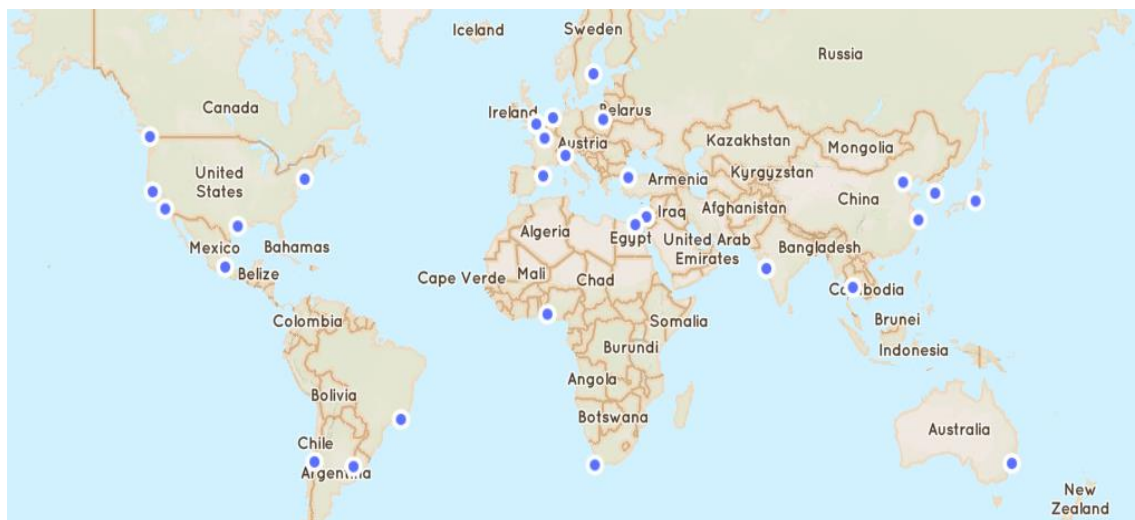 Iceland
Sweden
Russia
Canada
Ireland
Belarus
Austria
Kazakhstan
Mongolia
United
States
Armenia
Kyrgyzstan
China
Iraq
Afghanistan
Mexico
Bahamas
Algeria
Egypt
United Arab
Emirates
Bangladesh
Belize
Cape Verde
Mali
Chad
Cambodia
Colombia
Somalia
Brunei
Burundi
Indonesia
Angola
Bolivia
Botswana
Chile
Australia
Argentina
New
Zealand